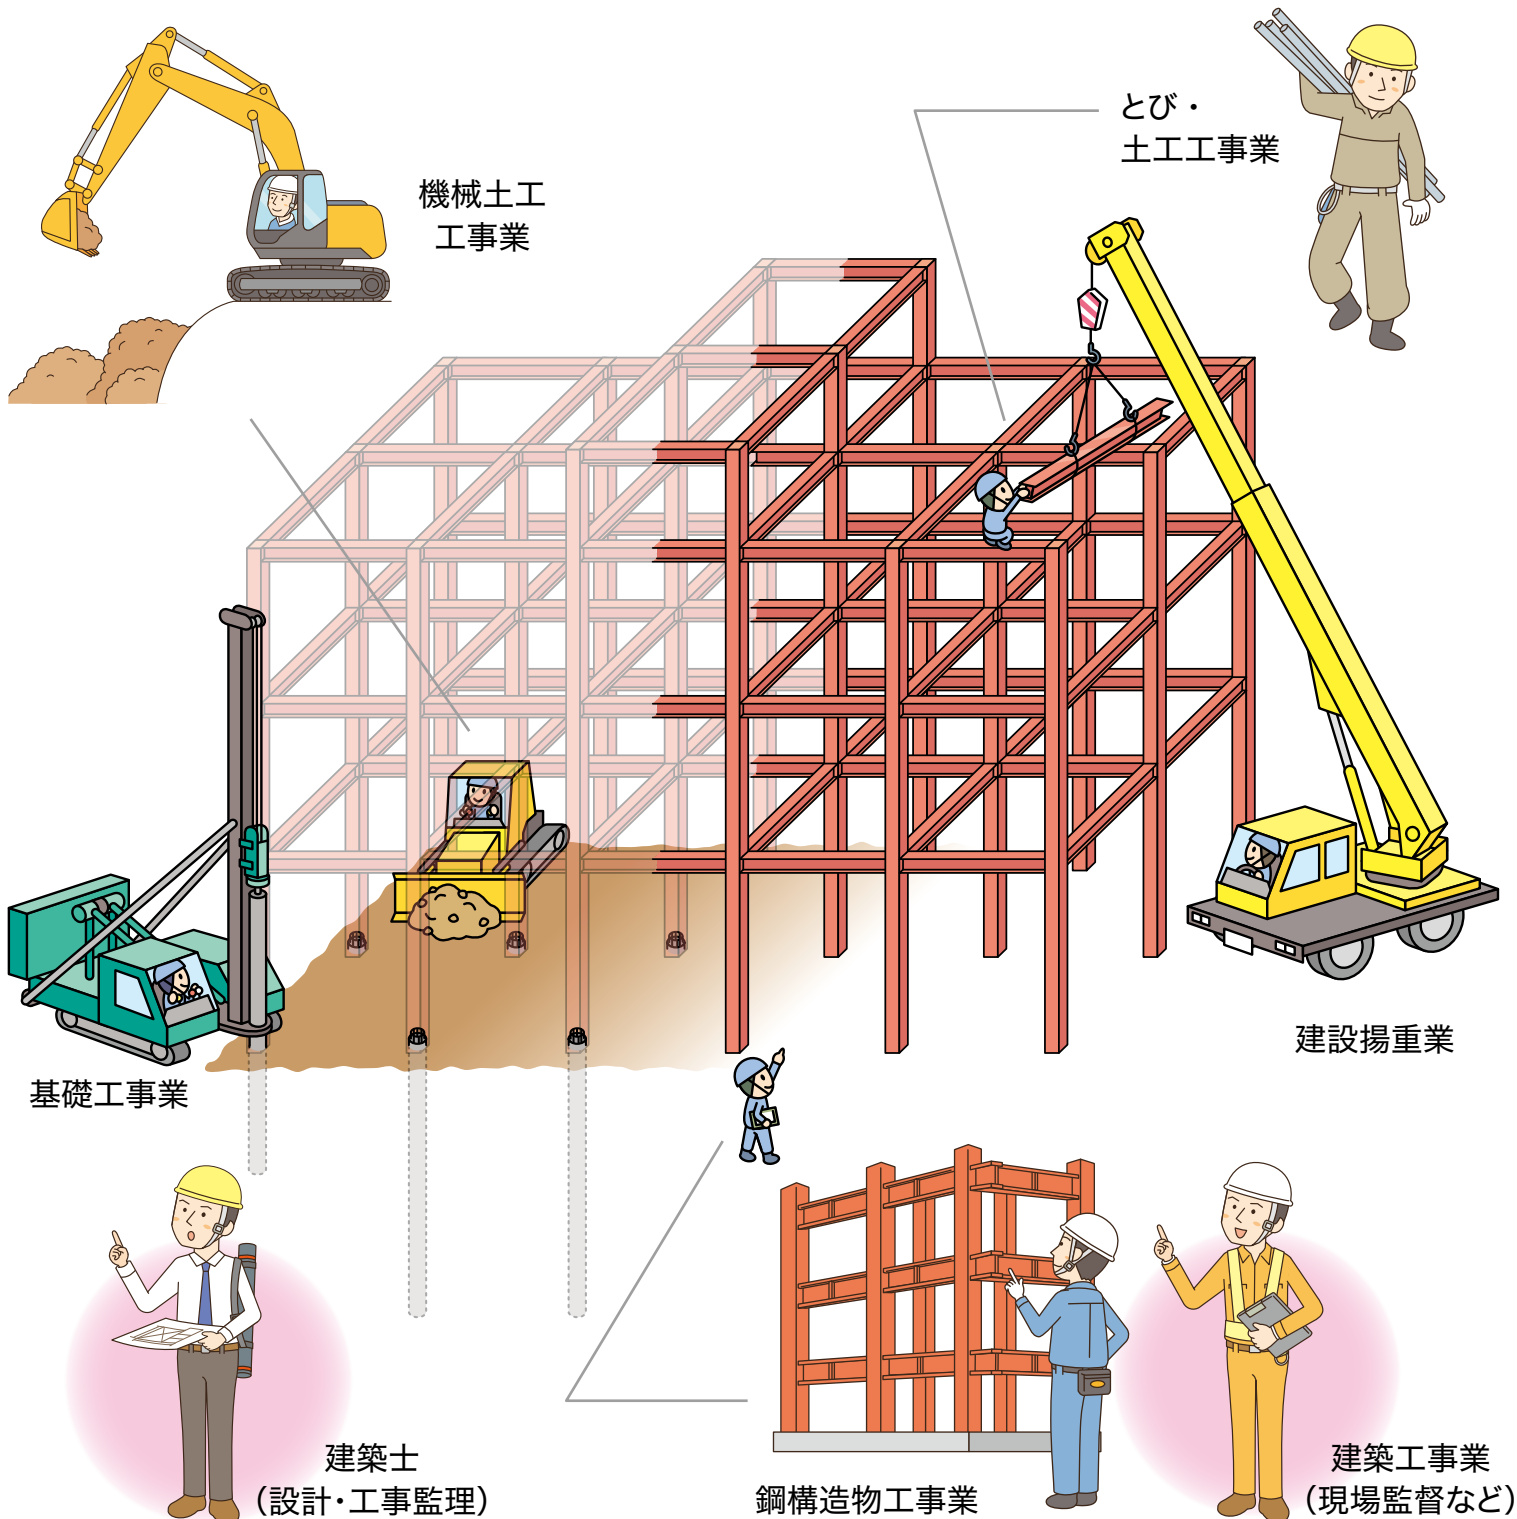 とび・
土工工事業
機械土工
工事業
建設揚重業
基礎工事業
建築士
（設計・工事監理）
鋼構造物工事業
建築工事業
（現場監督など）